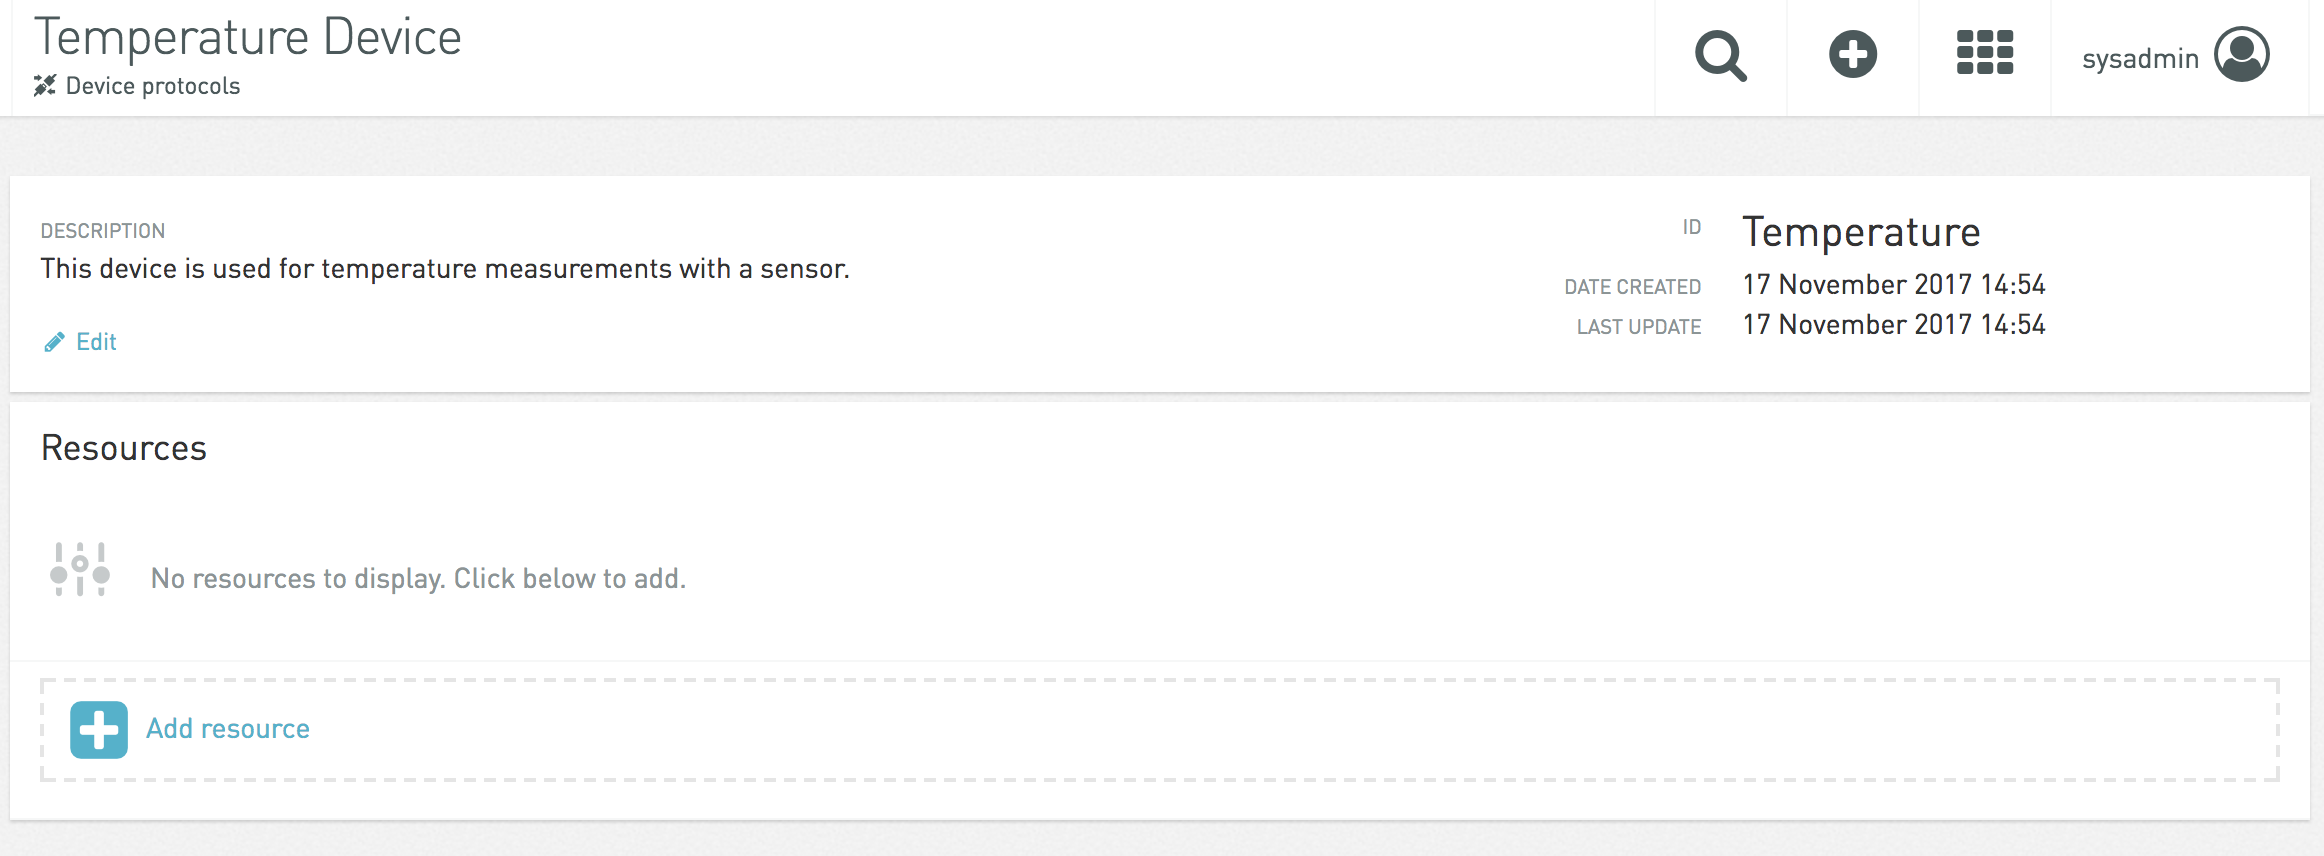 Temperature Device
Device protocols
sysadmin
DESCRIPTION
This device is used for temperature measurements with a sensor.
Edit
ID Temperature
DATE CREATED 17 November 2017 14:54
LAST UPDATE 17 November 2017 14:54
Resources
No resources to display. Click below to add.
Add resource